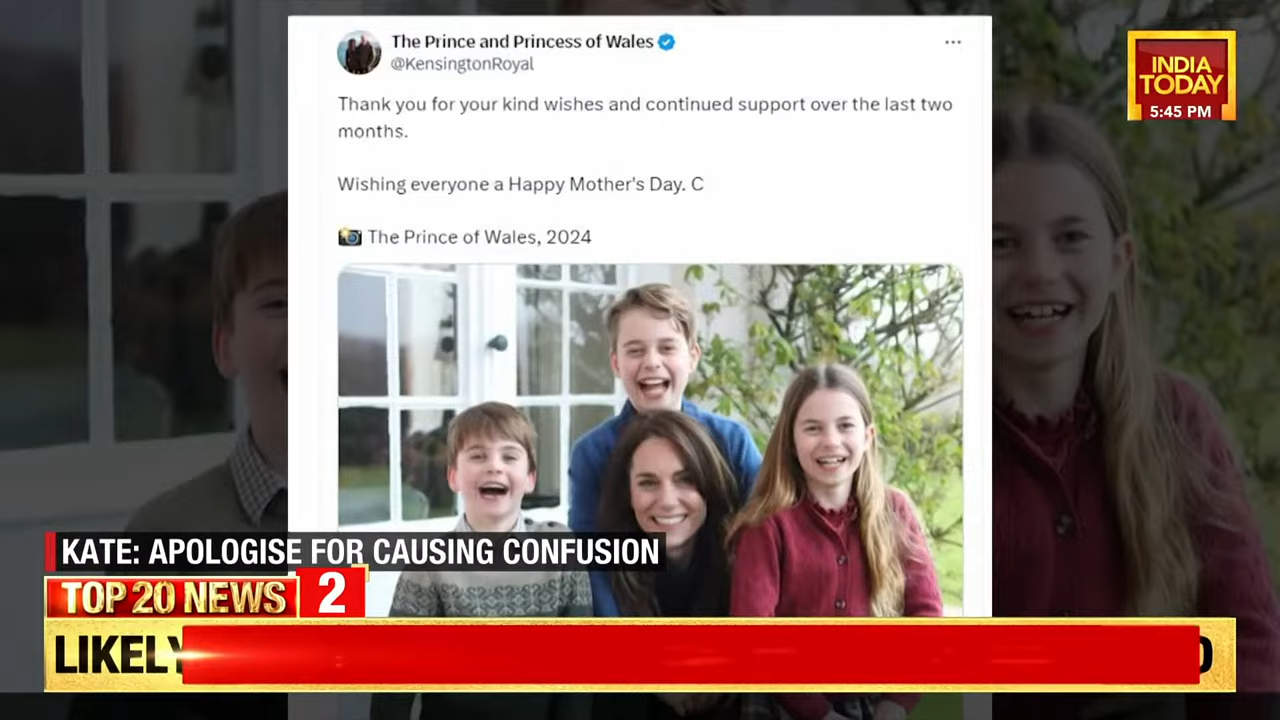 The Prince and Princess of Wales
@KensingtonRoyal
Thank you for your kind wishes and continued support over the last two
months.
Wishing everyone a Happy Mother's Day. C
The Prince of Wales, 2024
INDIA
TODAY
5:45 PM
KATE: APOLOGISE FOR CAUSING CONFUSION
TOP 20 NEWS 2
LIKELY